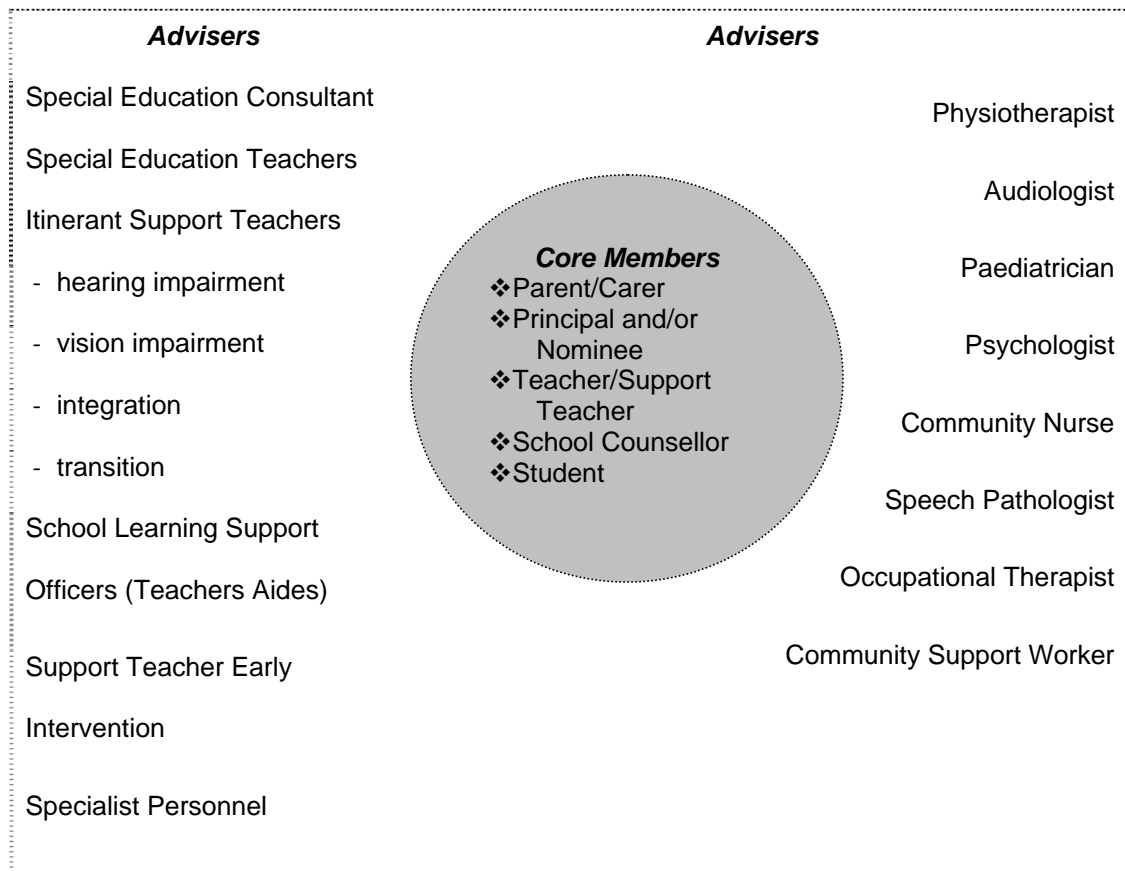 Advisers
Special Education Consultant
Special Education Teachers
Itinerant Support Teachers
- hearing impairment
- vision impairment
- integration
- transition
School Learning Support
Officers (Teachers Aides)
Support Teacher Early
Intervention
Specialist Personnel
Core Members
❖Parent/Carer
❖Principal and/or
Nominee
❖Teacher/Support
Teacher
❖School Counsellor
❖Student
Advisers
Physiotherapist
Audiologist
Paediatrician
Psychologist
Community Nurse
Speech Pathologist
Occupational Therapist
Community Support Worker